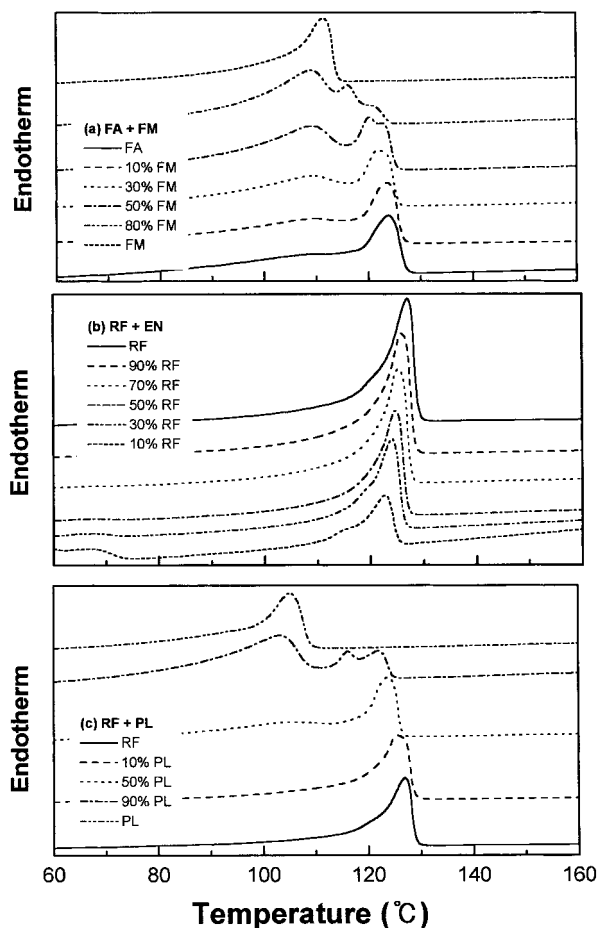 Endotherm
(a) FA + FM
FA
10% FM
30% FM
50% FM
80% FM
FM
Endotherm
(b) RF + EN
RF
90% RF
70% RF
50% RF
30% RF
10% RF
Endotherm
(c) RF + PL
RF
10% PL
50% PL
90% PL
PL
60 80 100 120 140 160
Temperature (℃)